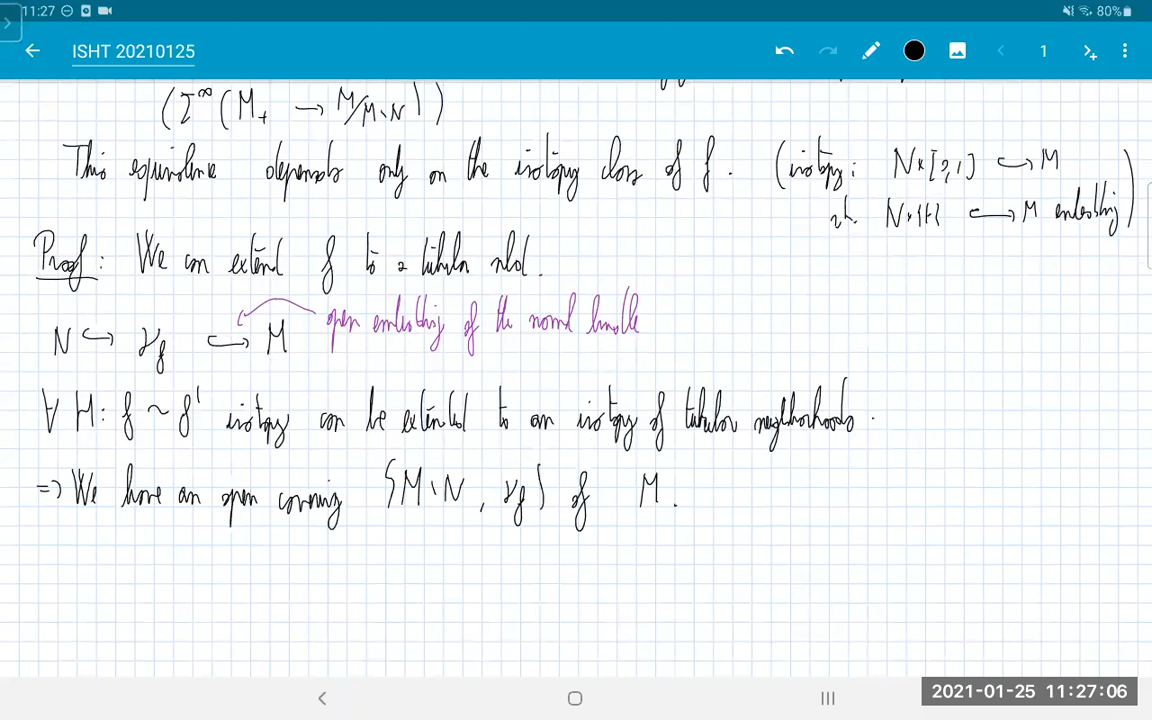 11:27
80%
ISHT 20210125
1
(Σ^∞ (M_+ → M/M∖N))
This equivalence depends only on the isotopy class of f. (isotopy: N×[0,1] ↪ M
st. N×{t} ↪ M embedding)
Proof: We can extend f to a tubular nbd.
N ↪ ν_f ↪ M open embedding of the normal bundle
∀ H: f ~ f' isotopy can be extended to an isotopy of tubular neighborhoods.
=> We have an open covering {M∖N, ν_f} of M.
2021-01-25 11:27:06